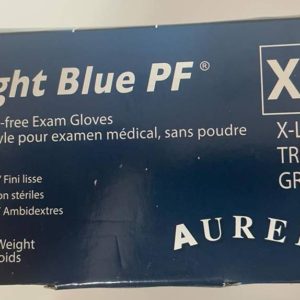 ght Blue PF®
-free Exam Gloves
yle pour examen médical, sans poudre
/ Fini lisse
on stériles
/ Ambidextres
Weight
oids
X
X-L
TR
GR
AURE